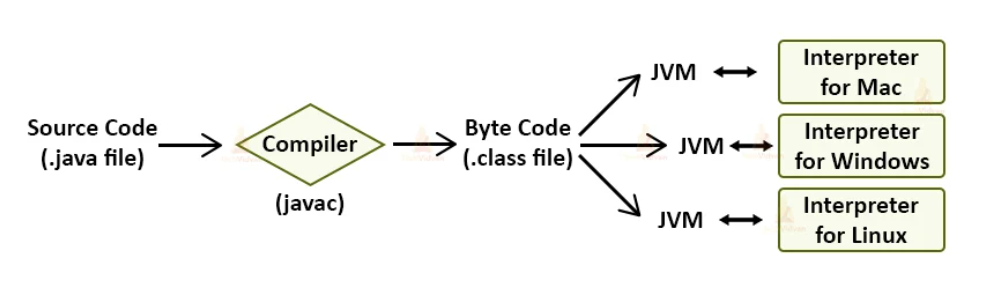 Source Code
(.java file)
Compiler
(javac)
Byte Code
(.class file)
JVM
Interpreter
for Mac
JVM
Interpreter
for Windows
JVM
Interpreter
for Linux